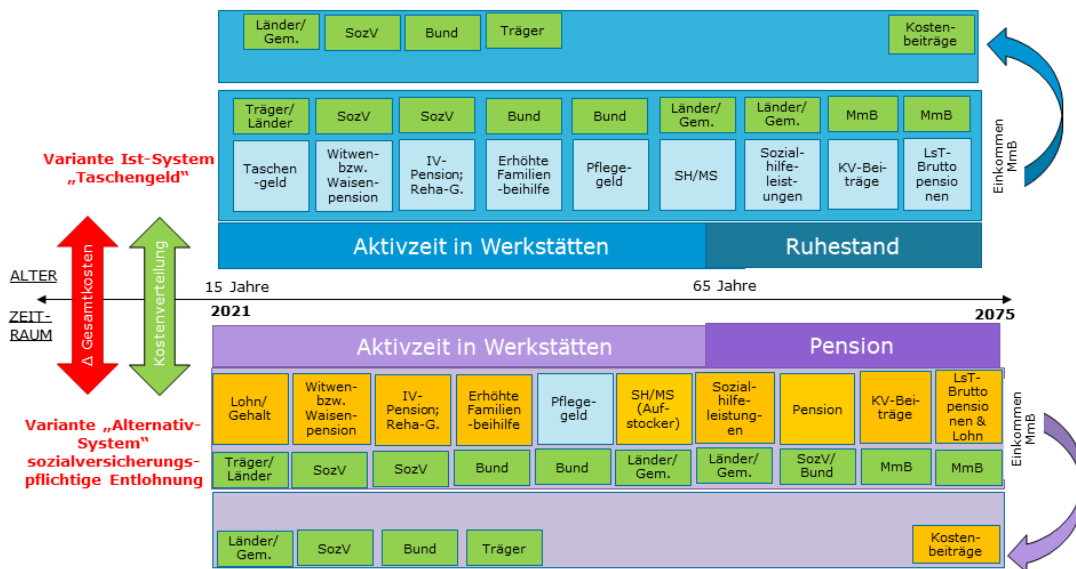 Länder/
Gem.
SozV
Bund
Träger
Kosten-
beiträge
Träger/
Länder
SozV
SozV
Bund
Bund
Länder/
Gem.
Länder/
Gem.
MmB
MmB
Variante Ist-System
„Taschengeld“
Taschen
-geld
Witwen-
bzw.
Waisen-
pension
IV-
Pension;
Reha-G.
Erhöhte
Familien
-beihilfe
Pflege-
geld
SH/MS
Sozial-
hilfe-
leist-
ungen
KV-Bei-
träge
LsT-
Brutto
pensio
nen
Einkommen
MmB
Aktivzeit in Werkstätten
Ruhestand
Δ Gesamtkosten
Kostenverteilung
ALTER
15 Jahre
65 Jahre
ZEIT-
RAUM
2021
2075
Aktivzeit in Werkstätten
Pension
Variante „Alternativ-
System“
sozialversicherungs-
pflichtige Entlohnung
Lohn/
Gehalt
Witwen-
bzw.
Waisen-
pension
IV-
Pension;
Reha-G.
Erhöhte
Familien
-beihilfe
Pflege-
geld
SH/MS
(Auf-
stocker)
Sozial-
hilfe-
leistung-
en
Pension
KV-Bei-
träge
LsT-
Brutto
pensio
nen &
Lohn
Einkommen
MmB
Träger/
Länder
SozV
SozV
Bund
Bund
Länder/
Gem.
Länder/
Gem.
SozV/
Bund
MmB
MmB
Länder/
Gem.
SozV
Bund
Träger
Kosten-
beiträge